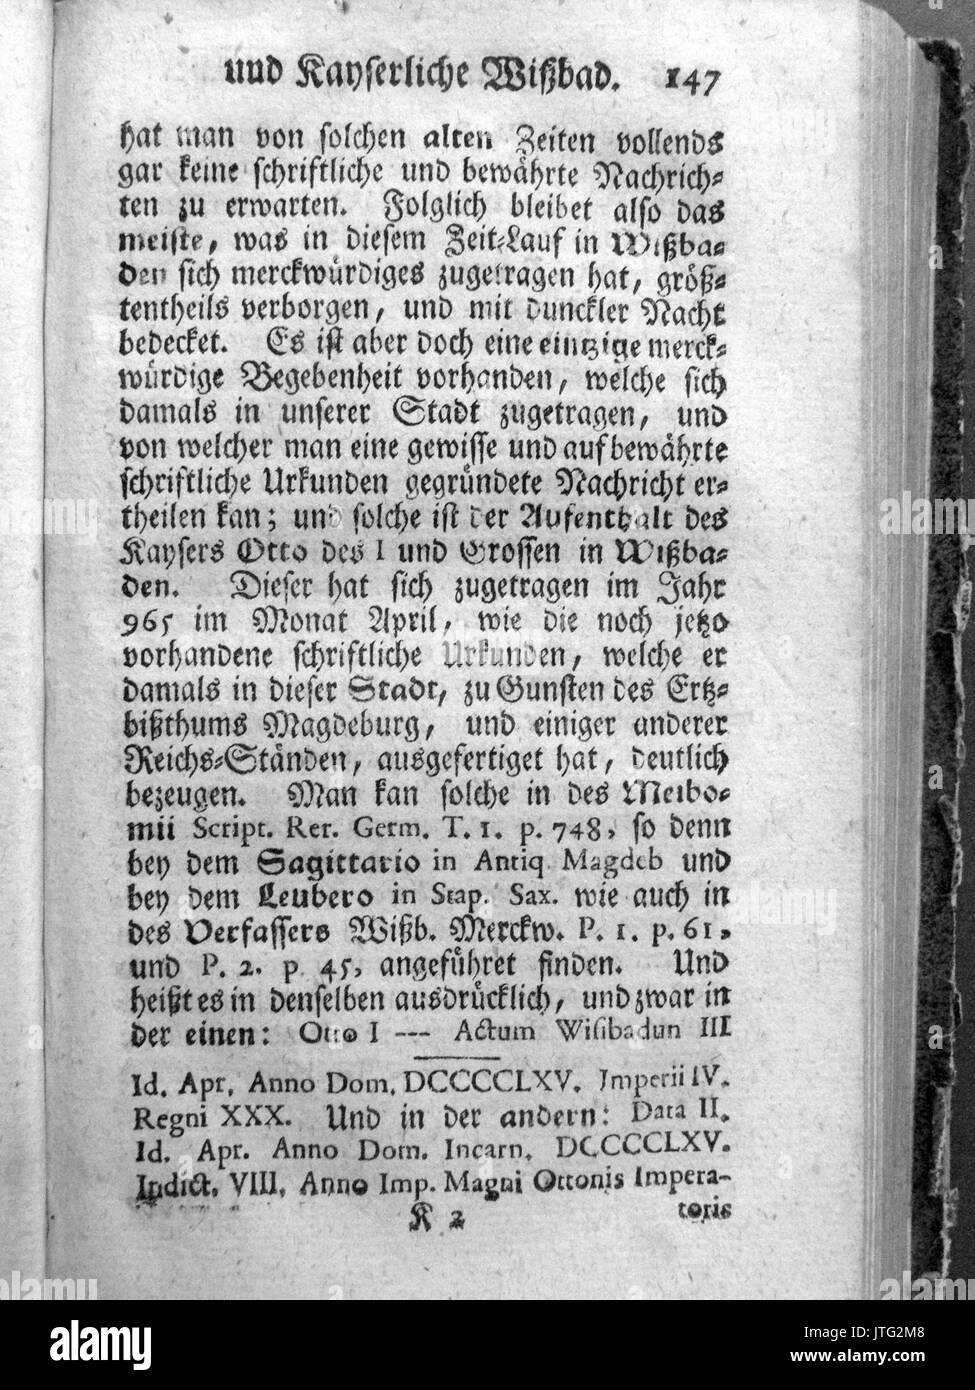 und Kayserliche Wißbad. 147
hat man von solchen alten Zeiten vollends
gar keine schriftliche und bewährte Nachrich-
ten zu erwarten. Folglich bleibet also das
meiste, was in diesem Zeit-Lauf in Wißba-
den sich merckwürdiges zugetragen hat, größ-
tentheils verborgen, und mit dunckler Nacht
bedecket. Es ist aber doch eine eintzige merck-
würdige Begebenheit vorhanden, welche sich
damals in unserer Stadt zugetragen, und
von welcher man eine gewisse und auf bewährte
schriftliche Urkunden gegründete Nachricht er-
theilen kan; und solche ist der Aufenthalt des
Kaysers Otto des I und Grossen in Wißba-
den. Dieser hat sich zugetragen im Jahr
965 im Monat April, wie die noch jetzo
vorhandene schriftliche Urkunden, welche er
damals in dieser Stadt, zu Gunsten des Ertz-
bißthums Magdeburg, und einiger anderer
Reichs-Ständen, ausgefertiget hat, deutlich
bezeugen. Man kan solche in des Meibo-
mii Script. Rer. Germ. T. 1. p. 748, so denn
bey dem Sagittario in Antiq Magdeb und
bey dem Leubero in Stap. Sax. wie auch in
des Verfassers Wißb. Merckw. P. 1. p. 61,
und P. 2. p 45, angeführet finden. Und
heißt es in denselben ausdrücklich, und zwar in
der einen: Otto I --- Actum Wisibadun III
Id. Apr. Anno Dom. DCCCCLXV. Imperii IV.
Regni XXX. Und in der andern: Data II.
Id. Apr. Anno Dom. Incarn. DCCCCLXV.
Indict. VIII. Anno Imp. Magni Ottonis Impera-
K 2 toris
alamy
Image ID: JTG2M8
www.alamy.com